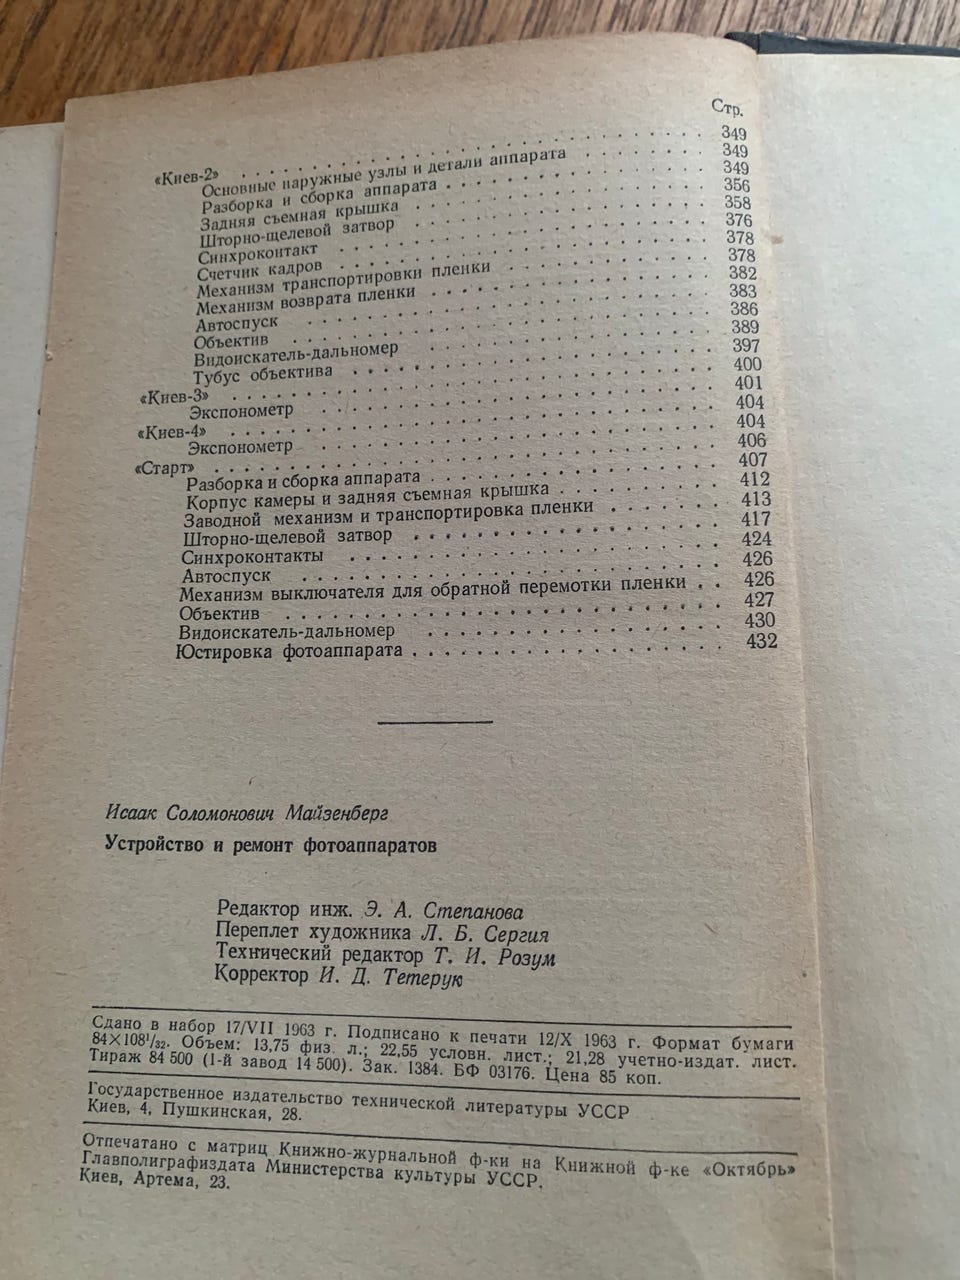 Стр.
«Киев-2» . . . . . . . . . . 349
Основные наружные узлы и детали аппарата . . . . . 349
Разборка и сборка аппарата . . . . . 349
Задняя съемная крышка . . . . . 356
Шторно-щелевой затвор . . . . . 358
Синхроконтакт . . . . . 376
Счетчик кадров . . . . . 378
Механизм транспортировки пленки . . . . . 378
Механизм возврата пленки . . . . . 382
Автоспуск . . . . . 383
Объектив . . . . . 386
Видоискатель-дальномер . . . . . 389
Тубус объектива . . . . . 397
«Киев-3» . . . . . 400
Экспонометр . . . . . 401
«Киев-4» . . . . . 404
Экспонометр . . . . . 404
«Старт» . . . . . 406
Разборка и сборка аппарата . . . . . 407
Корпус камеры и задняя съемная крышка . . . . . 412
Заводной механизм и транспортировка пленки . . . . . 413
Шторно-щелевой затвор . . . . . 417
Синхроконтакты . . . . . 424
Автоспуск . . . . . 426
Механизм выключателя для обратной перемотки пленки . . 426
Объектив . . . . . 427
Видоискатель-дальномер . . . . . 430
Юстировка фотоаппарата . . . . . 432
Исаак Соломонович Майзенберг
Устройство и ремонт фотоаппаратов
Редактор инж. Э. А. Степанова
Переплет художника Л. Б. Сергия
Технический редактор Т. И. Розум
Корректор И. Д. Тетерук
Сдано в набор 17/VII 1963 г. Подписано к печати 12/X 1963 г. Формат бумаги
84×108¹/₃₂. Объем: 13,75 физ. л.; 22,55 условн. лист.; 21,28 учетно-издат. лист.
Тираж 84 500 (1-й завод 14 500). Зак. 1384. БФ 03176. Цена 85 коп.
Государственное издательство технической литературы УССР
Киев, 4, Пушкинская, 28.
Отпечатано с матриц Книжно-журнальной ф-ки на Книжной ф-ке «Октябрь»
Главполиграфиздата Министерства культуры УССР.
Киев, Артема, 23.